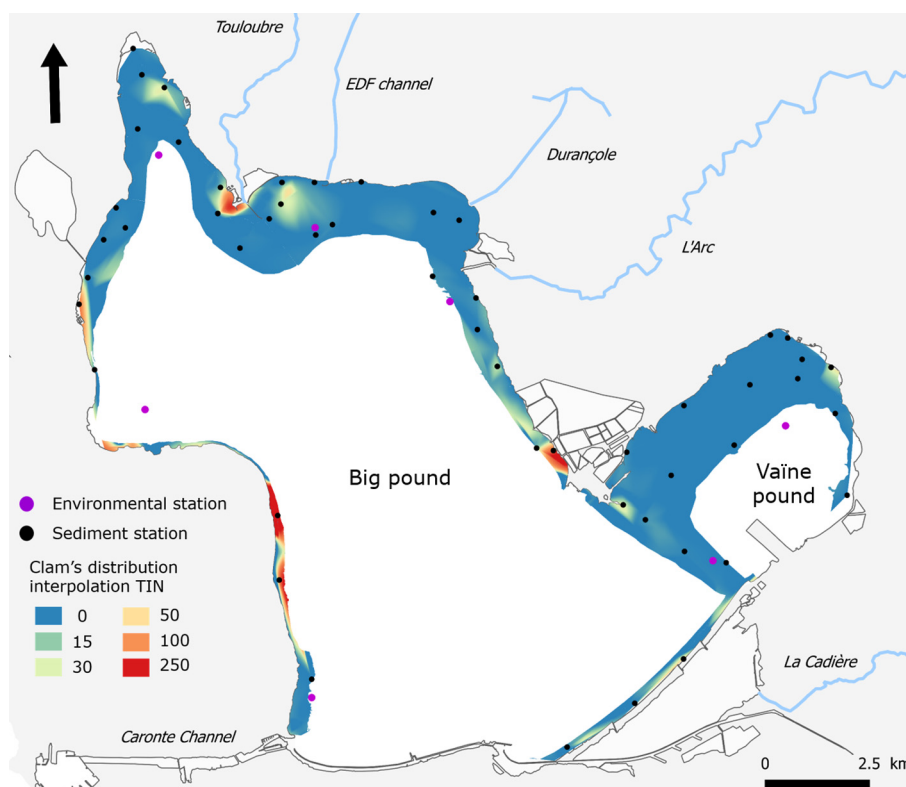 Touloubre
EDF channel
Durançole
L'Arc
Big pound
Vaïne
pound
Environmental station
Sediment station
Clam's distribution
interpolation TIN
0 50
15 100
30 250
La Cadière
Caronte Channel
0 2.5 km